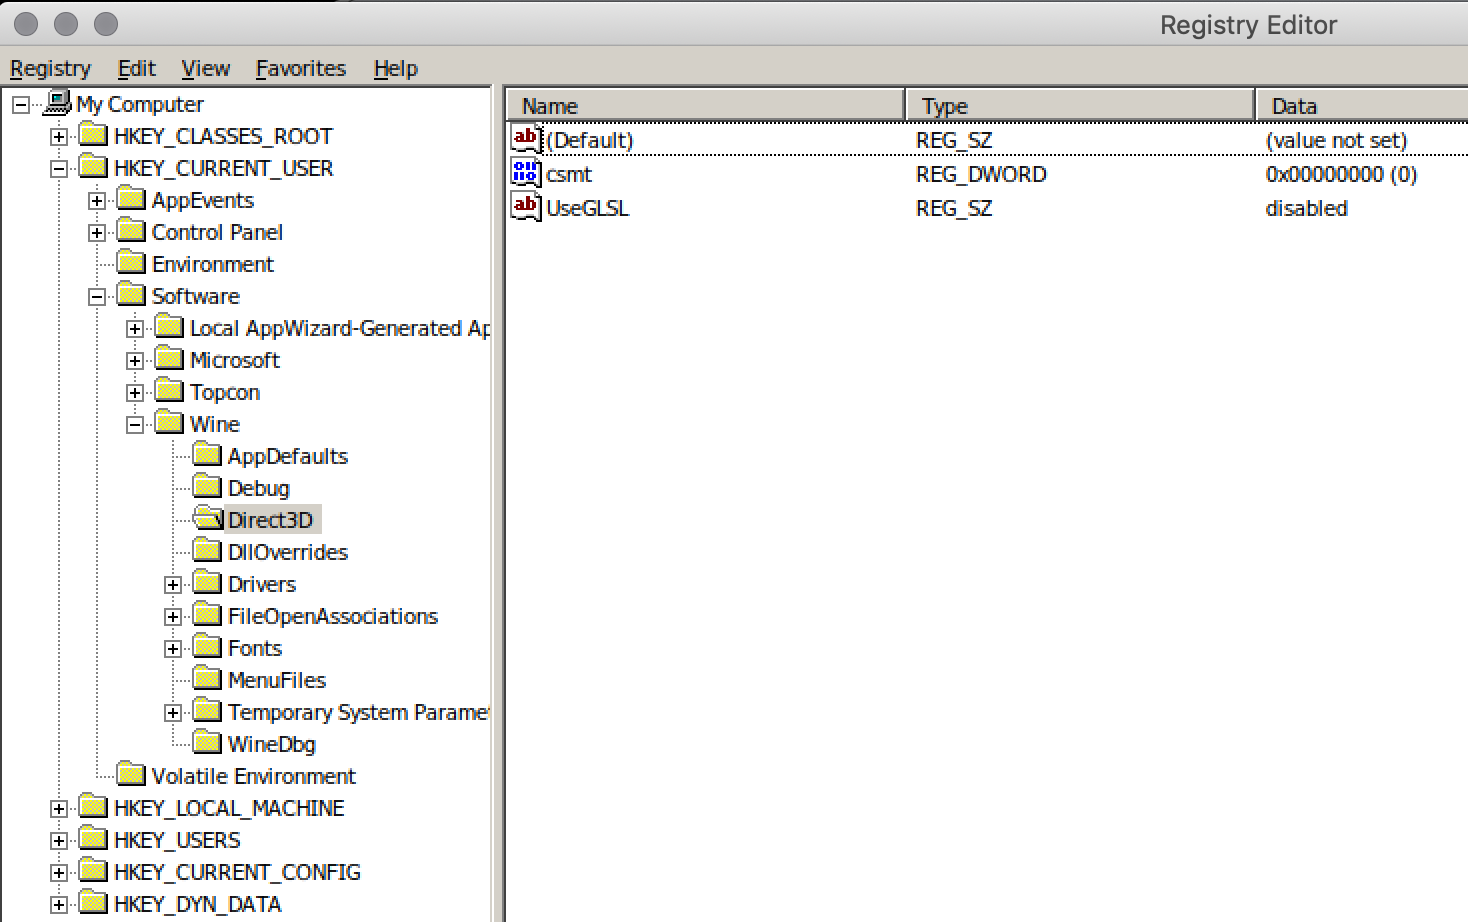 Registry Editor
Registry Edit View Favorites Help
My Computer
HKEY_CLASSES_ROOT
HKEY_CURRENT_USER
AppEvents
Control Panel
Environment
Software
Local AppWizard-Generated Ap
Microsoft
Topcon
Wine
AppDefaults
Debug
Direct3D
DllOverrides
Drivers
FileOpenAssociations
Fonts
MenuFiles
Temporary System Paramet
WineDbg
Volatile Environment
HKEY_LOCAL_MACHINE
HKEY_USERS
HKEY_CURRENT_CONFIG
HKEY_DYN_DATA
Name Type Data
(Default) REG_SZ (value not set)
csmt REG_DWORD 0x00000000 (0)
UseGLSL REG_SZ disabled